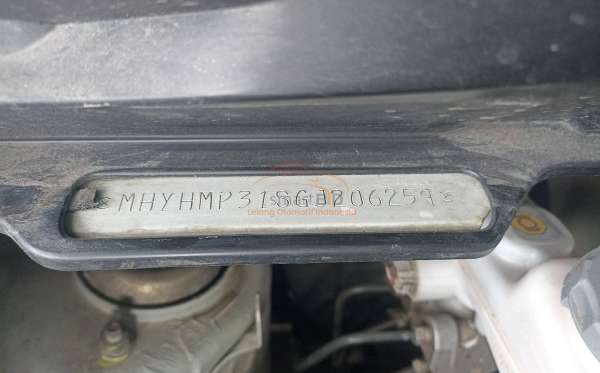 MHYHMP31SGJ206259
Lelang Otomotif Indonesia